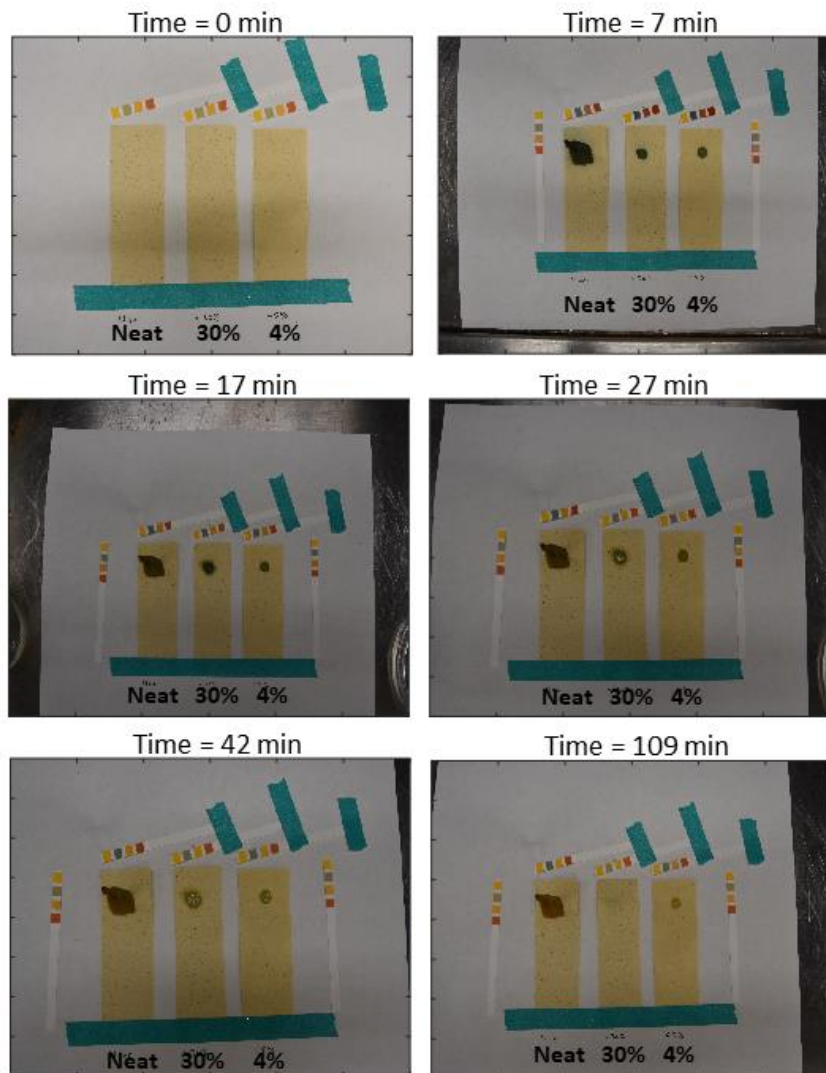 Time = 0 min
Time = 7 min
Neat 30% 4%
Neat 30% 4%
Time = 17 min
Time = 27 min
Neat 30% 4%
Neat 30% 4%
Time = 42 min
Time = 109 min
Neat 30% 4%
Neat 30% 4%